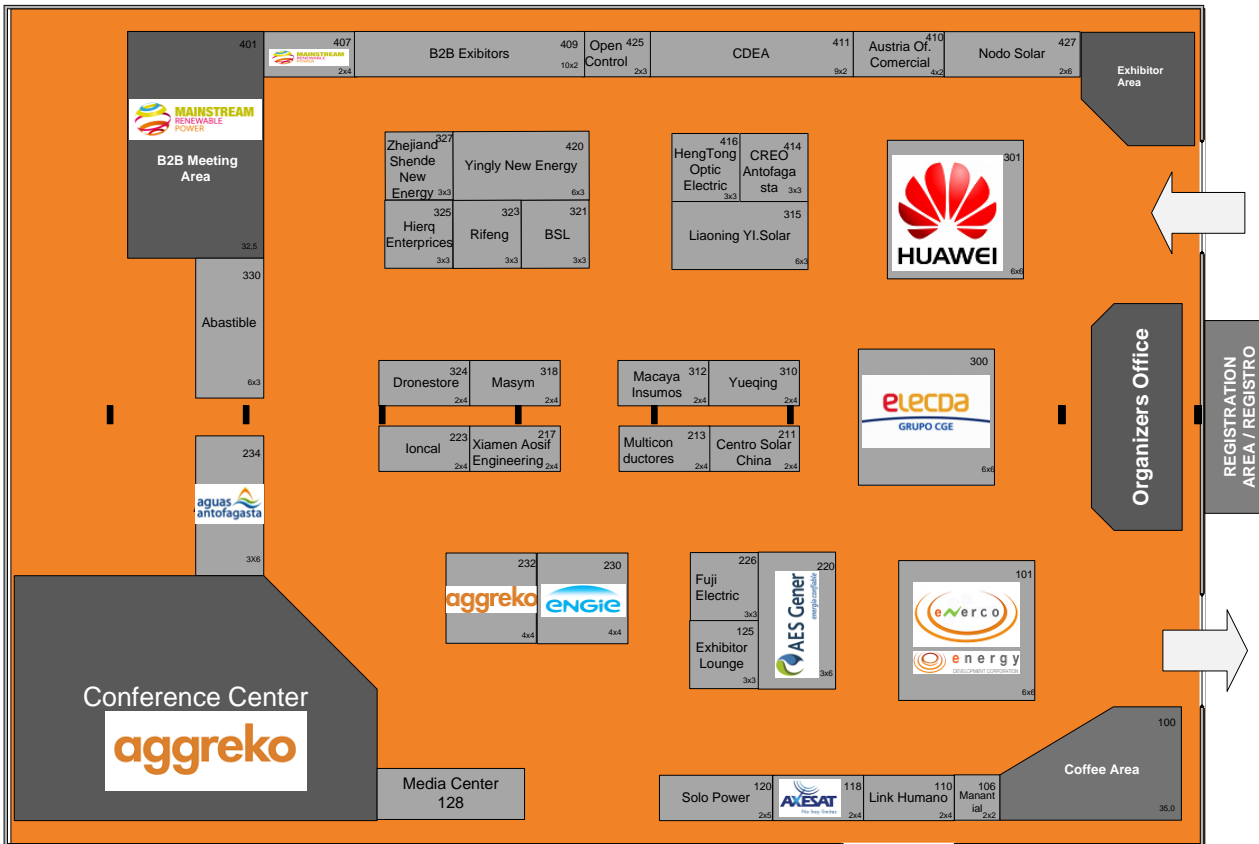 401
MAINSTREAM
RENEWABLE
POWER
B2B Meeting
Area
32,5
407
MAINSTREAM
RENEWABLE
POWER
2x4
B2B Exibitors
409
10x2
Open 425
Control
2x3
CDEA
411
9x2
410
Austria Of.
Comercial
4x2
427
Nodo Solar
2x6
Exhibitor
Area
327
Zhejiand
Shende
New
Energy 3x3
420
Yingly New Energy
6x3
325
Hierq
Enterprices
3x3
323
Rifeng
3x3
321
BSL
3x3
416
HengTong
Optic
Electric
3x3
414
CREO
Antofaga
sta 3x3
315
Liaoning YI.Solar
6x3
301
HUAWEI
6x6
330
Abastible
6x3
324
Dronestore
2x4
318
Masym
2x4
312
Macaya
Insumos
2x4
310
Yueqing
2x4
300
elecda
GRUPO CGE
6x6
Organizers Office
REGISTRATION
AREA / REGISTRO
234
aguas
antofagasta
3X6
223
Ioncal
2x4
217
Xiamen Aosif
Engineering 2x4
213
Multicon
ductores
2x4
211
Centro Solar
China
2x4
232
aggreko
4x4
230
ENGIE
4x4
226
Fuji
Electric
3x3
125
Exhibitor
Lounge
3x3
220
AES Gener
energía confiable
3x6
101
enerco
energy
DEVELOPMENT CORPORATION
6x6
Conference Center
aggreko
Media Center
128
120
Solo Power
2x5
118
AXESAT
No hay límites
2x4
110
Link Humano
2x4
106
Manant
ial
2x2
100
Coffee Area
35,0